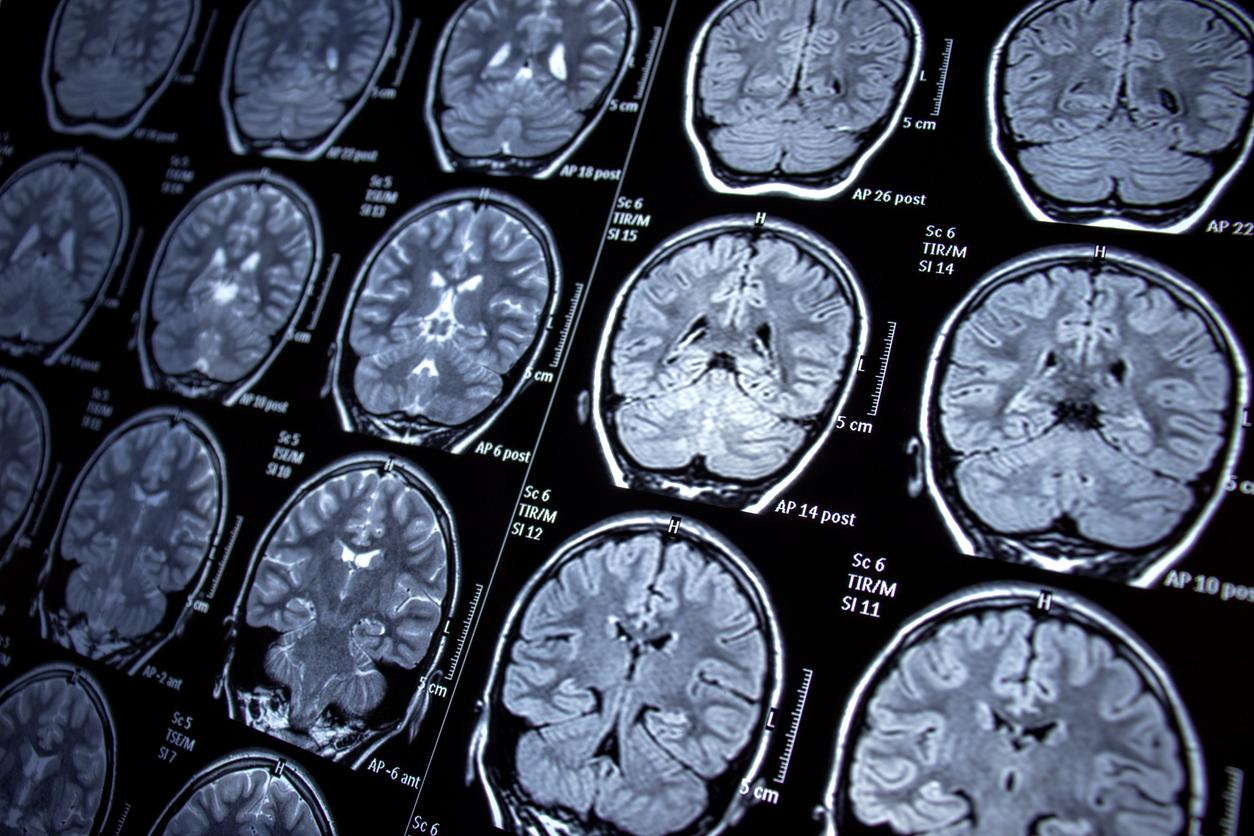 5 cm
AP 22 post
5 cm
AP 18 post
L
5 cm
AP 26 post
AP 22
Sc 5
TSE/M
SI 13
H
5 cm
AP 10 post
L
5 cm
AP 6 post
Sc 6
TIR/M
SI 15
H
L
5 cm
AP 14 post
Sc 6
TIR/M
SI 14
H
L
AP 10 pos
H
5 cm
AP -2 ant
Sc 5
TSE/M
SI 10
H
L
5 cm
AP -6 ant
Sc 6
TIR/M
SI 12
H
L
5 cm
Sc 6
TIR/M
SI 11
H
H
Sc 5
TSE/M
SI 7
H
Sc 6